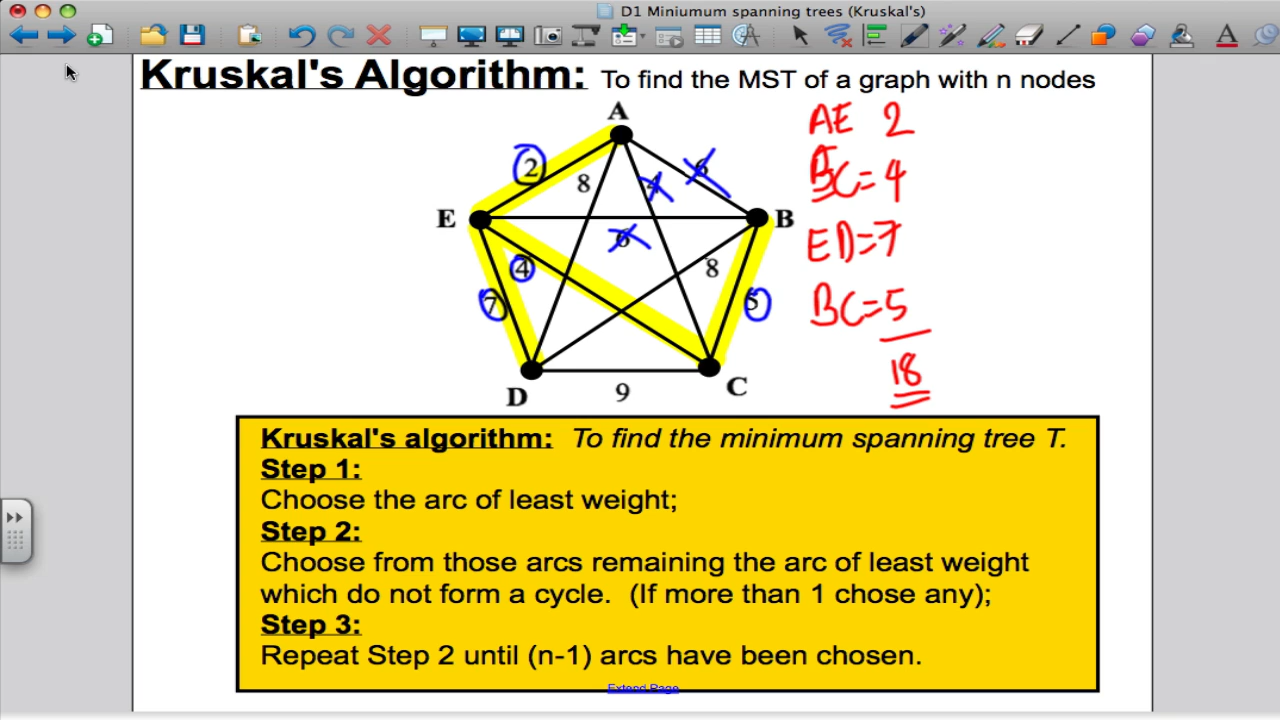 D1 Miniumum spanning trees (Kruskal's)
Kruskal's Algorithm: To find the MST of a graph with n nodes
A
AE 2
2
8
4
6
C=4
E
B
6
ED=7
4
8
7
5
BC=5
18
D
9
C
Kruskal's algorithm: To find the minimum spanning tree T.
Step 1:
Choose the arc of least weight;
Step 2:
Choose from those arcs remaining the arc of least weight
which do not form a cycle. (If more than 1 chose any);
Step 3:
Repeat Step 2 until (n-1) arcs have been chosen.
Extend Page